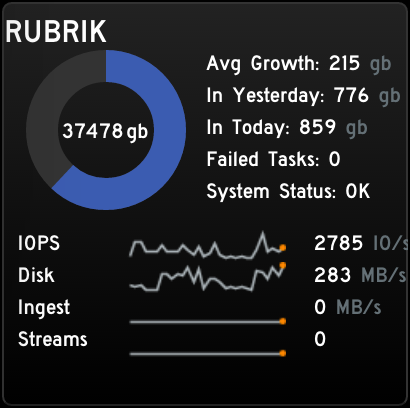 RUBRIK
37478 gb
Avg Growth: 215 gb
In Yesterday: 776 gb
In Today: 859 gb
Failed Tasks: 0
System Status: OK
IOPS 2785 IO/s
Disk 283 MB/s
Ingest 0 MB/s
Streams 0